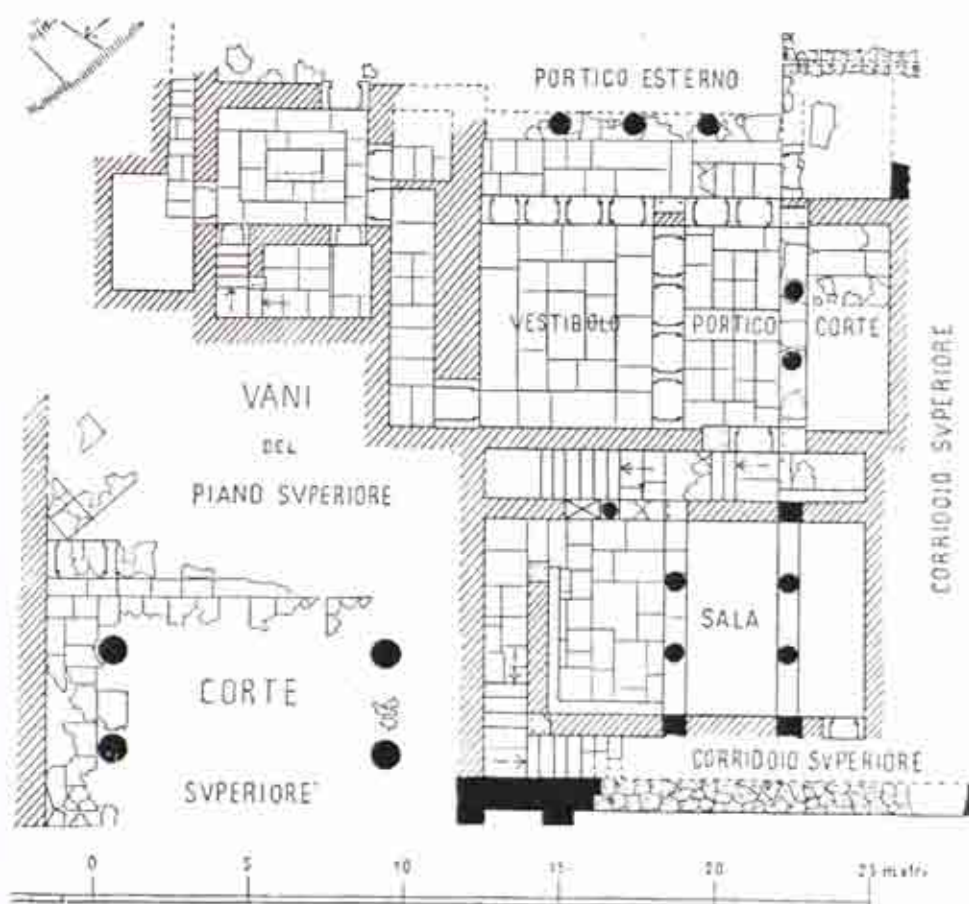 PORTICO ESTERNO
VESTIBOLO
PORTICO
CORTE
CORRIDOIO SVPERIORE
VANI
DEL
PIANO SVPERIORE
SALA
CORTE
SVPERIORE
CORRIDOIO SVPERIORE
0 5 10 15 20 25 metri